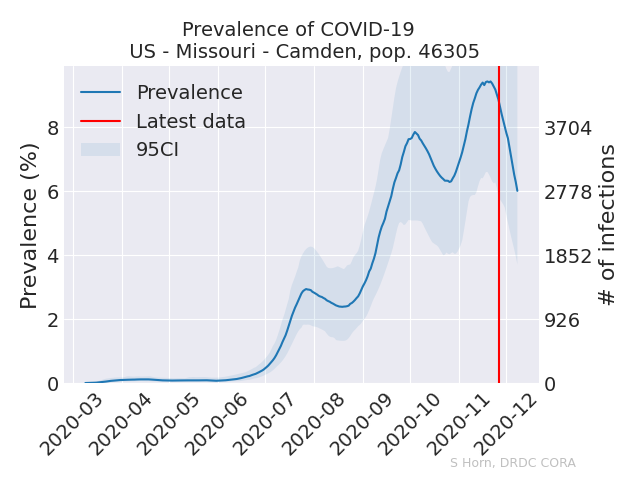 Prevalence of COVID-19
US - Missouri - Camden, pop. 46305
Prevalence
Latest data
95CI
Prevalence (%)
8
6
4
2
0
3704
2778
1852
926
0
# of infections
2020-03
2020-04
2020-05
2020-06
2020-07
2020-08
2020-09
2020-10
2020-11
2020-12
S Horn, DRDC CORA